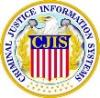 CRIMINAL JUSTICE INFORMATION SYSTEMS
CJIS